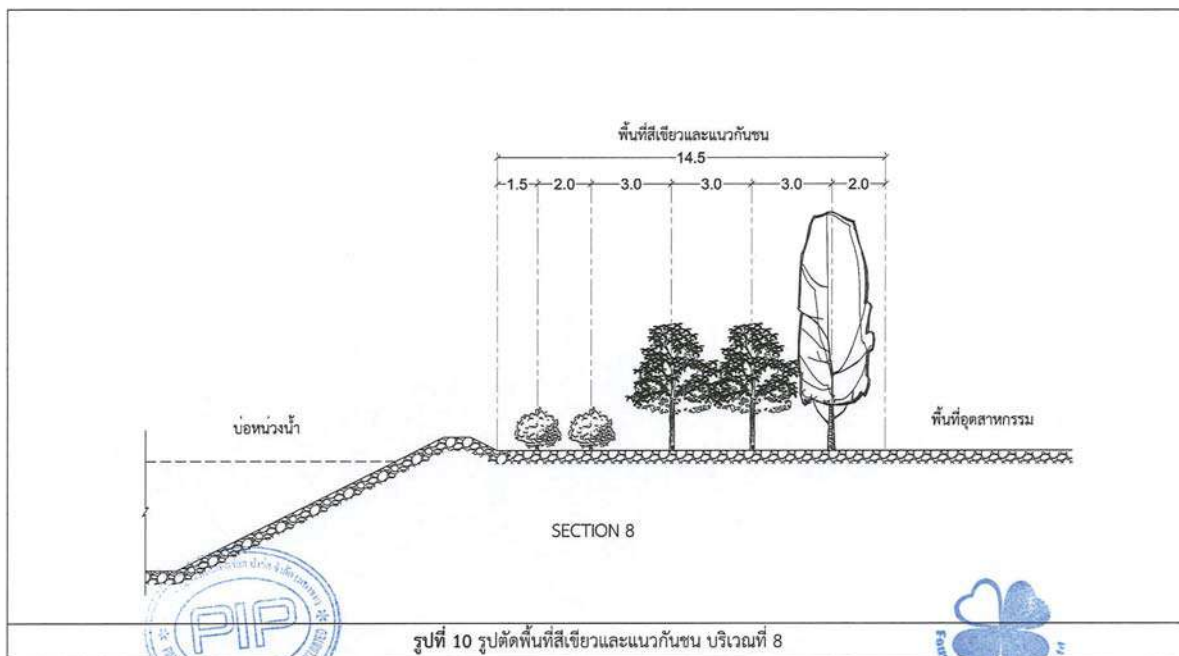 พื้นที่สีเขียวและแนวกันชน
14.5
1.5 2.0 3.0 3.0 3.0 2.0
บ่อหน่วงน้ำ
พื้นที่อุตสาหกรรม
SECTION 8
PIP
รูปที่ 10 รูปตัดพื้นที่สีเขียวและแนวกันชน บริเวณที่ 8